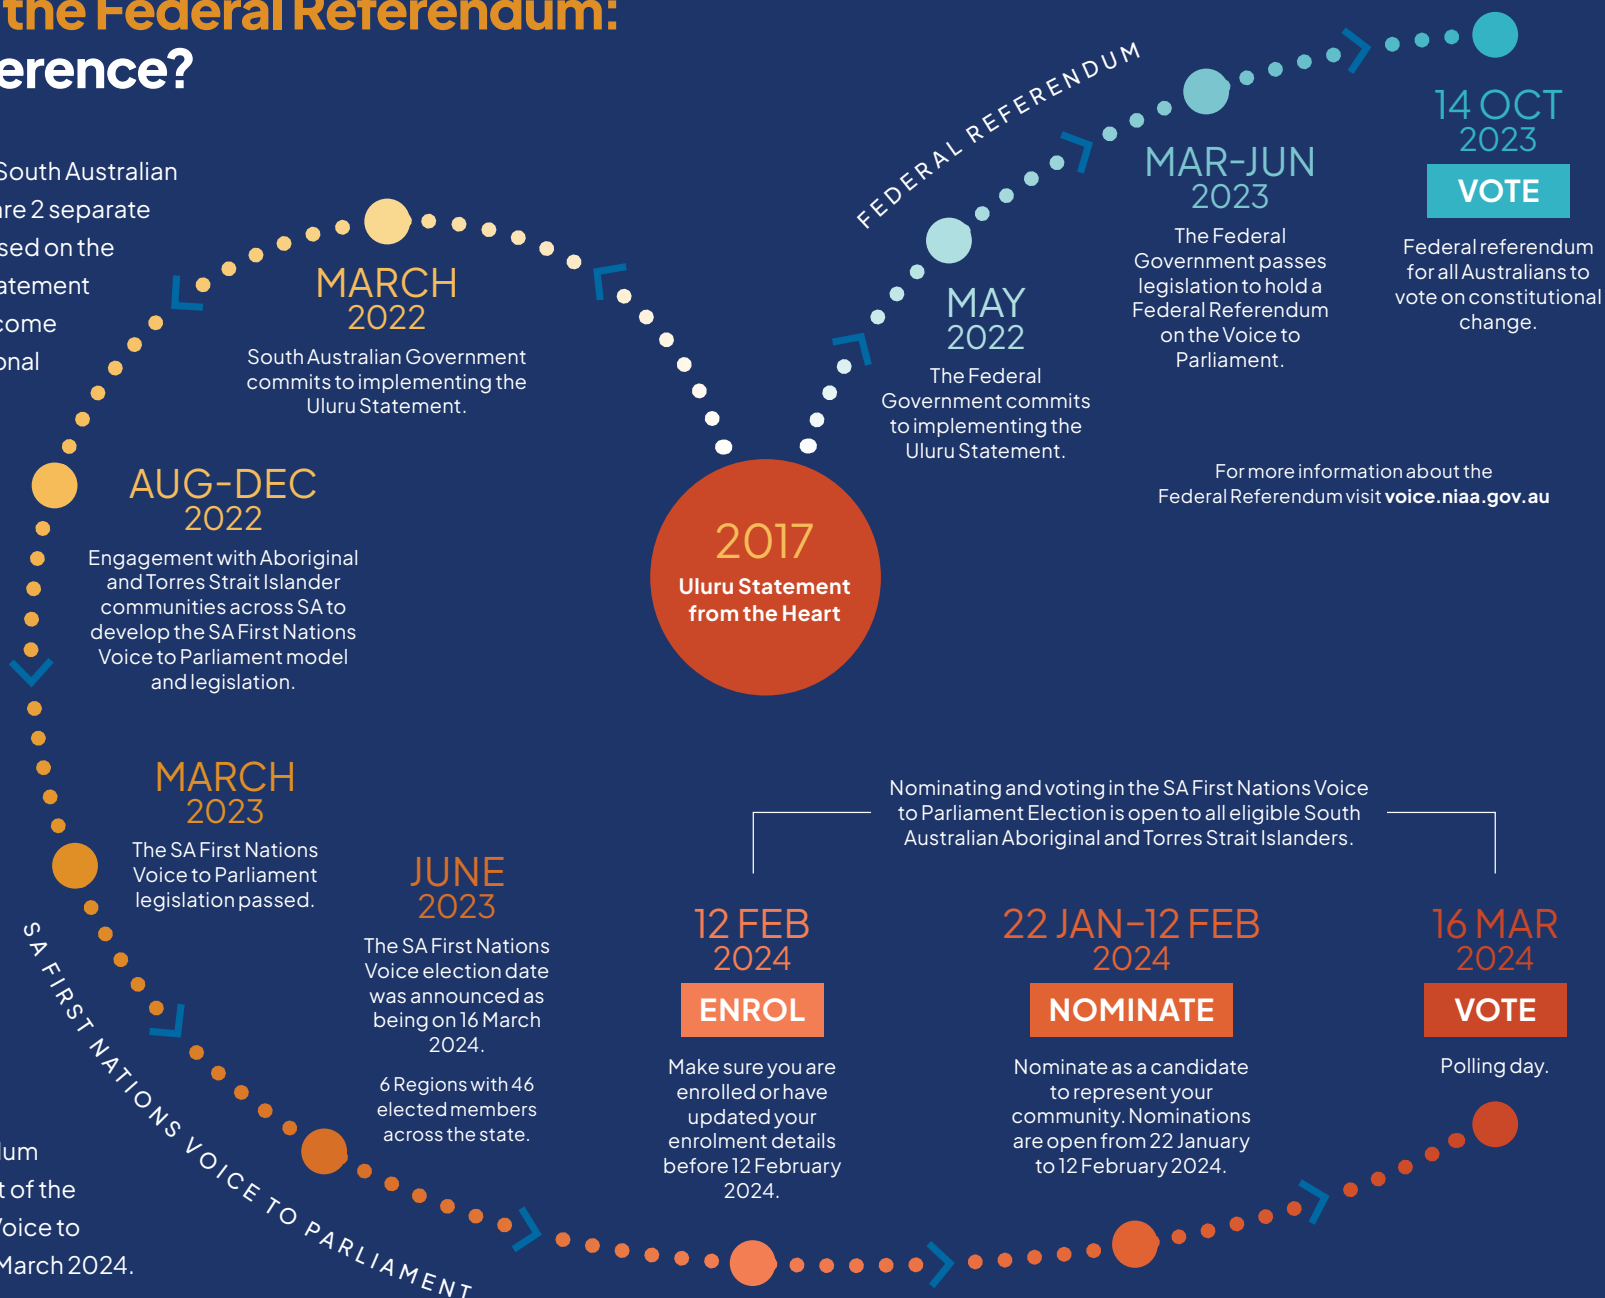 the Federal Referendum:
erence?
South Australian
are 2 separate
sed on the
atement
come
onal
FEDERAL REFERENDUM
14 OCT
2023
VOTE
Federal referendum
for all Australians to
vote on constitutional
change.
MAR-JUN
2023
The Federal
Government passes
legislation to hold a
Federal Referendum
on the Voice to
Parliament.
MAY
2022
The Federal
Government commits
to implementing the
Uluru Statement.
For more information about the
Federal Referendum visit voice.niaa.gov.au
2017
Uluru Statement
from the Heart
MARCH
2022
South Australian Government
commits to implementing the
Uluru Statement.
AUG-DEC
2022
Engagement with Aboriginal
and Torres Strait Islander
communities across SA to
develop the SA First Nations
Voice to Parliament model
and legislation.
MARCH
2023
The SA First Nations
Voice to Parliament
legislation passed.
JUNE
2023
The SA First Nations
Voice election date
was announced as
being on 16 March
2024.
6 Regions with 46
elected members
across the state.
Nominating and voting in the SA First Nations Voice
to Parliament Election is open to all eligible South
Australian Aboriginal and Torres Strait Islanders.
12 FEB
2024
ENROL
Make sure you are
enrolled or have
updated your
enrolment details
before 12 February
2024.
22 JAN-12 FEB
2024
NOMINATE
Nominate as a candidate
to represent your
community. Nominations
are open from 22 January
to 12 February 2024.
16 MAR
2024
VOTE
Polling day.
SA FIRST NATIONS VOICE TO PARLIAMENT
lum
t of the
Voice to
March 2024.